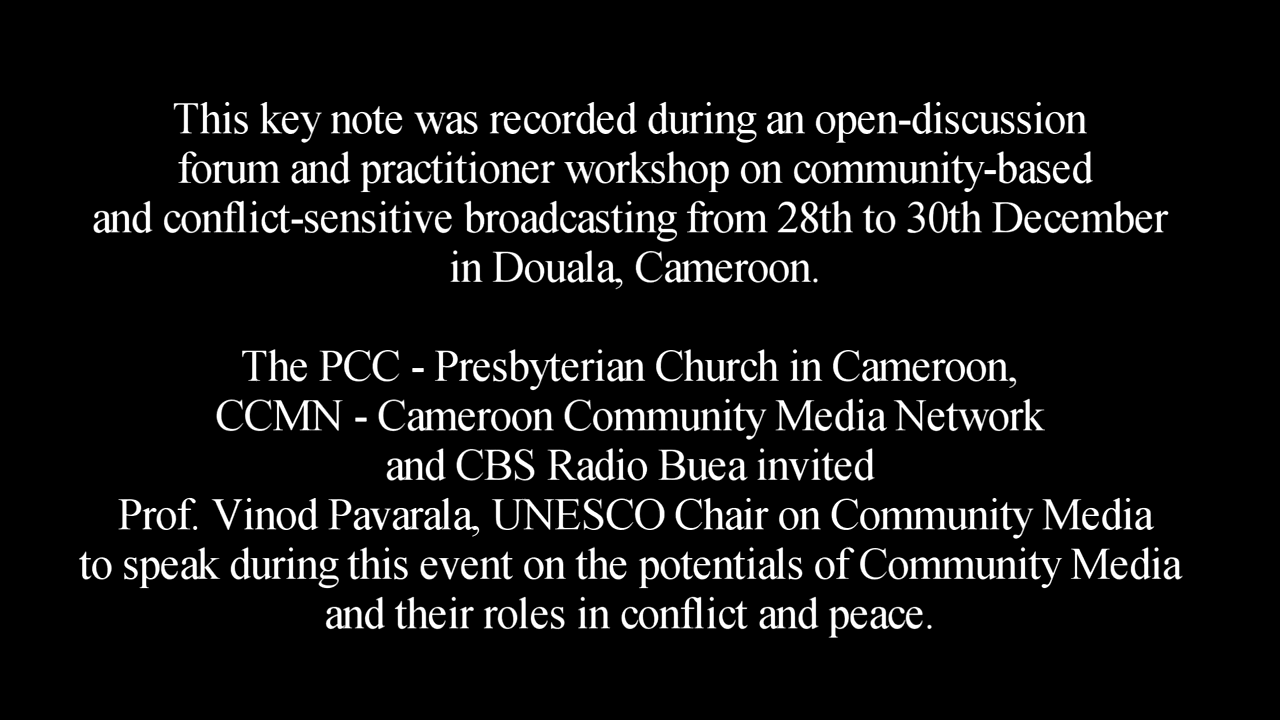 This key note was recorded during an open-discussion
forum and practitioner workshop on community-based
and conflict-sensitive broadcasting from 28th to 30th December
in Douala, Cameroon.
The PCC - Presbyterian Church in Cameroon,
CCMN - Cameroon Community Media Network
and CBS Radio Buea invited
Prof. Vinod Pavarala, UNESCO Chair on Community Media
to speak during this event on the potentials of Community Media
and their roles in conflict and peace.